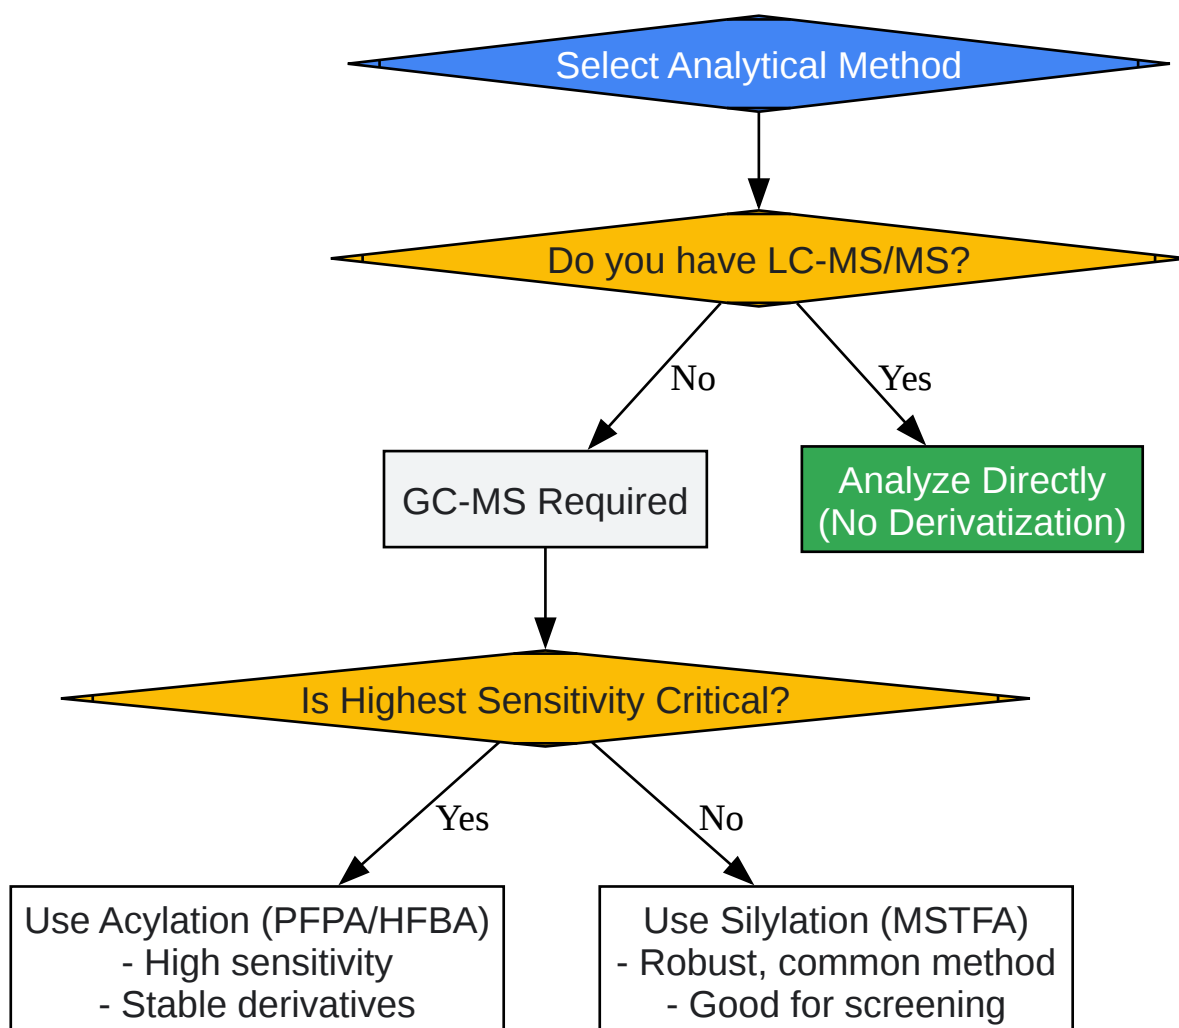 Select Analytical Method
Do you have LC-MS/MS?
No
Yes
GC-MS Required
Analyze Directly
(No Derivatization)
Is Highest Sensitivity Critical?
Yes
No
Use Acylation (PFPA/HFBA)
- High sensitivity
- Stable derivatives
Use Silylation (MSTFA)
- Robust, common method
- Good for screening